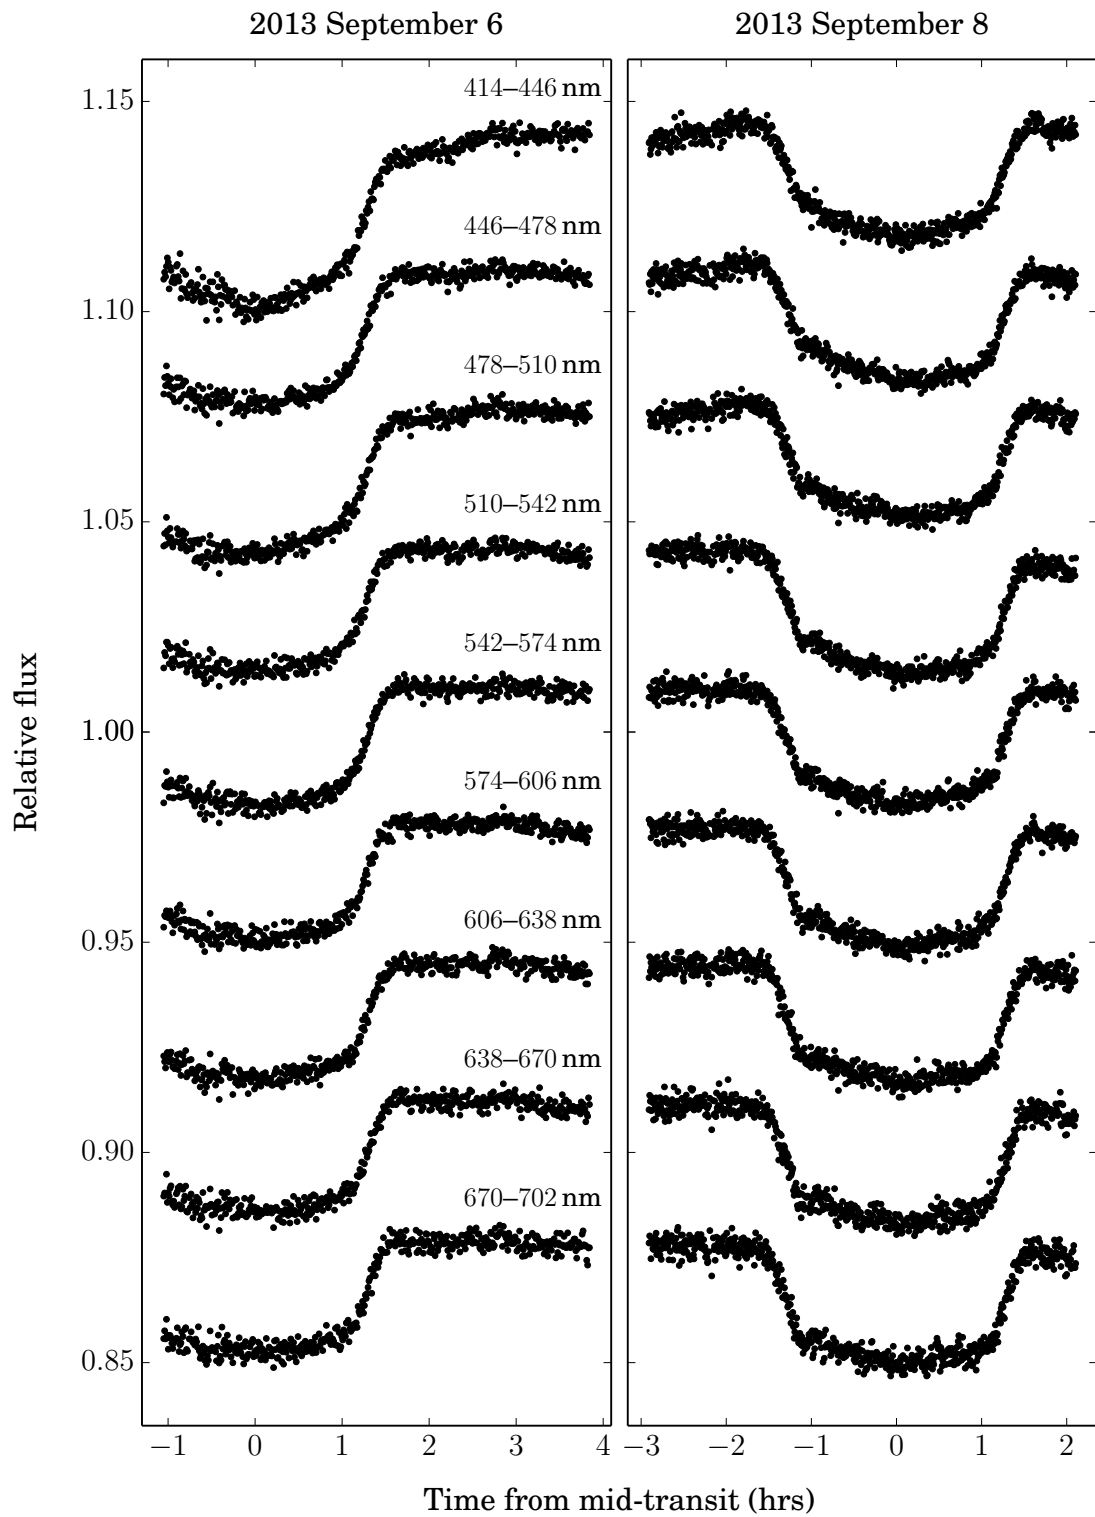 2013 September 6
2013 September 8
414–446 nm
446–478 nm
478–510 nm
510–542 nm
542–574 nm
574–606 nm
606–638 nm
638–670 nm
670–702 nm
1.15
1.10
1.05
1.00
0.95
0.90
0.85
Relative flux
−1 0 1 2 3 4
−3 −2 −1 0 1 2
Time from mid-transit (hrs)